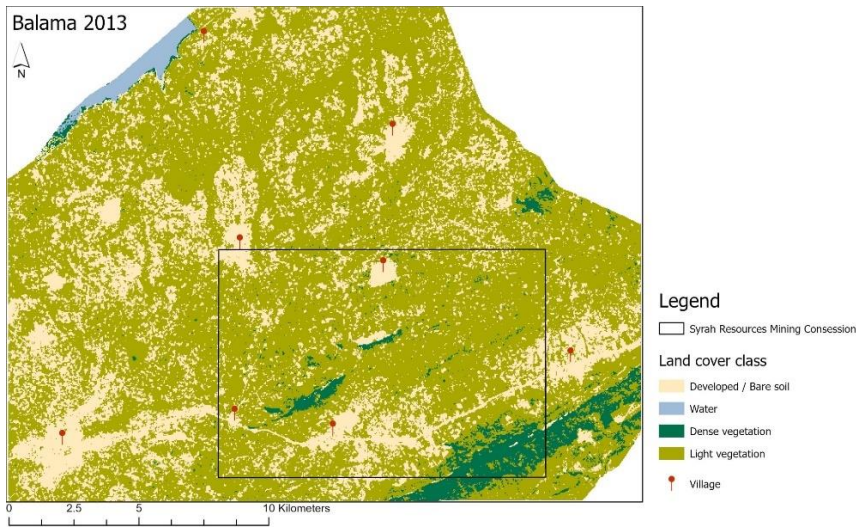 Balama 2013
N
Legend
Syrah Resources Mining Consession
Land cover class
Developed / Bare soil
Water
Dense vegetation
Light vegetation
Village
0 2.5 5 10 Kilometers